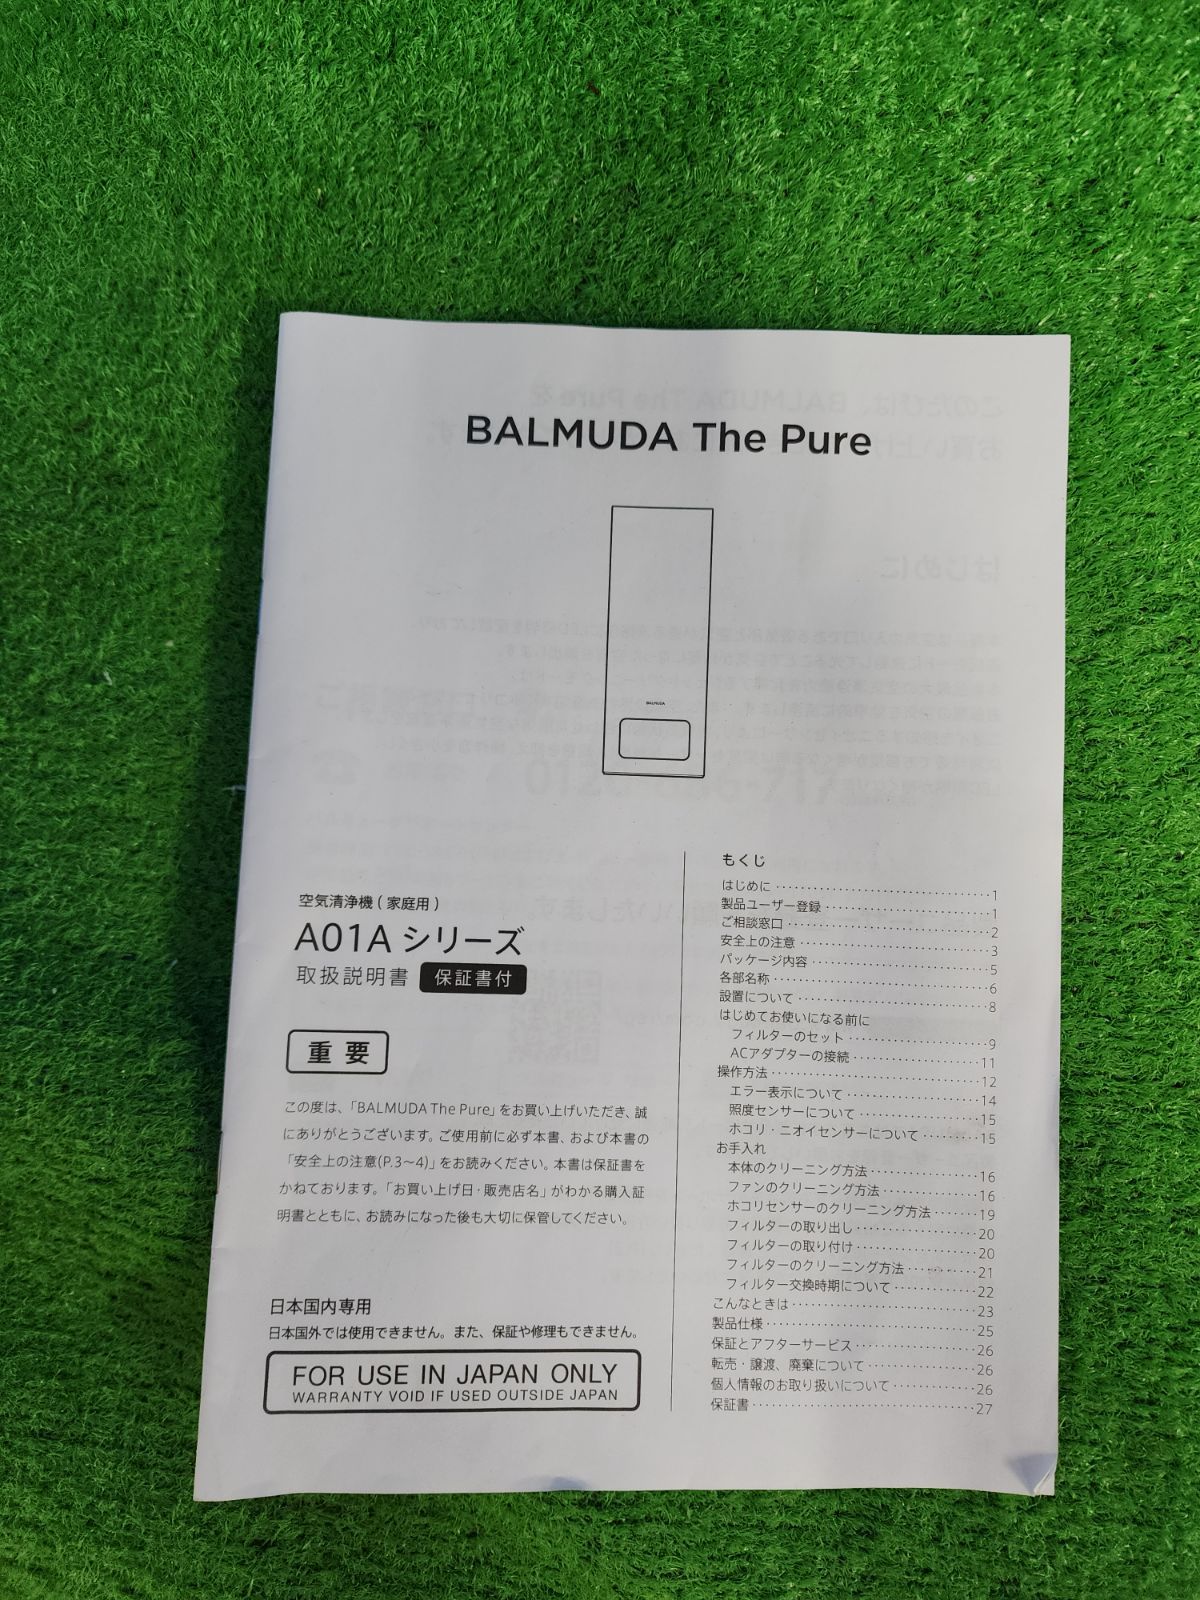 BALMUDA The Pure
BALMUDA
空気清浄機 ( 家庭用 )
A01A シリーズ
取扱説明書 保証書付
重 要
この度は、「BALMUDA The Pure」をお買い上げいただき、誠
にありがとうございます。ご使用前に必ず本書、および本書の
「安全上の注意(P.3〜4)」をお読みください。本書は保証書を
かねております。「お買い上げ日・販売店名」がわかる購入証
明書とともに、お読みになった後も大切に保管してください。
日本国内専用
日本国外では使用できません。また、保証や修理もできません。
FOR USE IN JAPAN ONLY
WARRANTY VOID IF USED OUTSIDE JAPAN
もくじ
はじめに 1
製品ユーザー登録 1
ご相談窓口 2
安全上の注意 3
パッケージ内容 5
各部名称 6
設置について 8
はじめてお使いになる前に
フィルターのセット 9
ACアダプターの接続 11
操作方法 12
エラー表示について 14
照度センサーについて 15
ホコリ・ニオイセンサーについて 15
お手入れ
本体のクリーニング方法 16
ファンのクリーニング方法 16
ホコリセンサーのクリーニング方法 19
フィルターの取り出し 20
フィルターの取り付け 20
フィルターのクリーニング方法 21
フィルター交換時期について 22
こんなときは 23
製品仕様 25
保証とアフターサービス 26
転売・譲渡、廃棄について 26
個人情報のお取り扱いについて 26
保証書 27